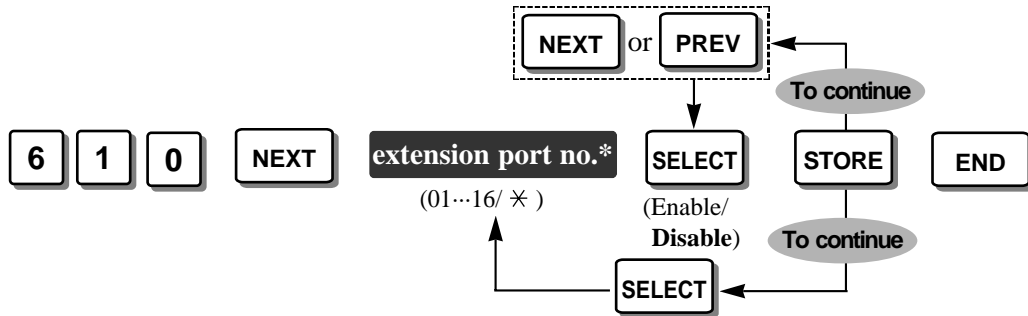 NEXT or PREV
To continue
6 1 0 NEXT extension port no.* SELECT STORE END
(01···16/ ✳ )
(Enable/
Disable)
To continue
SELECT